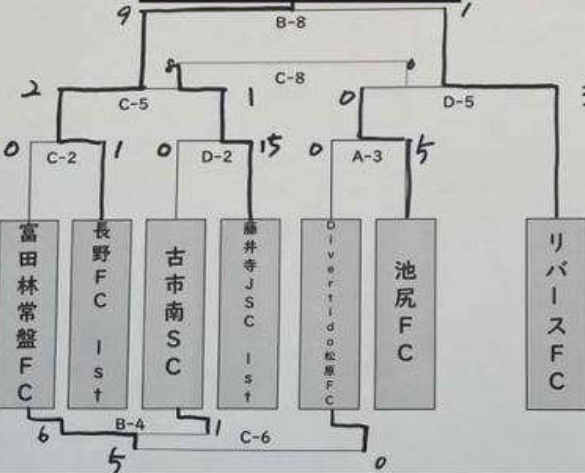 9 B-8 1
8 C-8 0
2 C-5 1 0 D-5
0 C-2 1 0 D-2 15 0 A-3 5
富田林常盤FC
長野FC 1st
古市南SC
藤井寺JSC 1st
Divertido松原FC
池尻FC
リバースFC
6 B-4 1
5 C-6 0